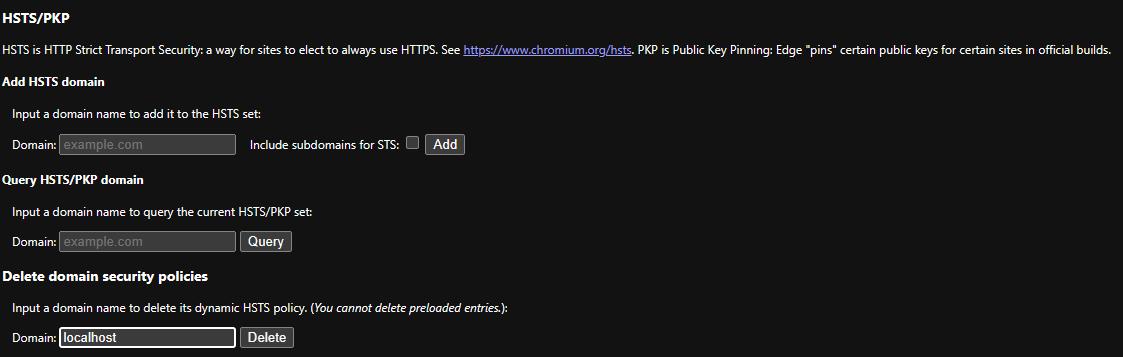 HSTS/PKP
HSTS is HTTP Strict Transport Security: a way for sites to elect to always use HTTPS. See https://www.chromium.org/hsts. PKP is Public Key Pinning: Edge "pins" certain public keys for certain sites in official builds.
Add HSTS domain
Input a domain name to add it to the HSTS set:
Domain: example.com Include subdomains for STS: Add
Query HSTS/PKP domain
Input a domain name to query the current HSTS/PKP set:
Domain: example.com Query
Delete domain security policies
Input a domain name to delete its dynamic HSTS policy. (You cannot delete preloaded entries.):
Domain: localhost Delete